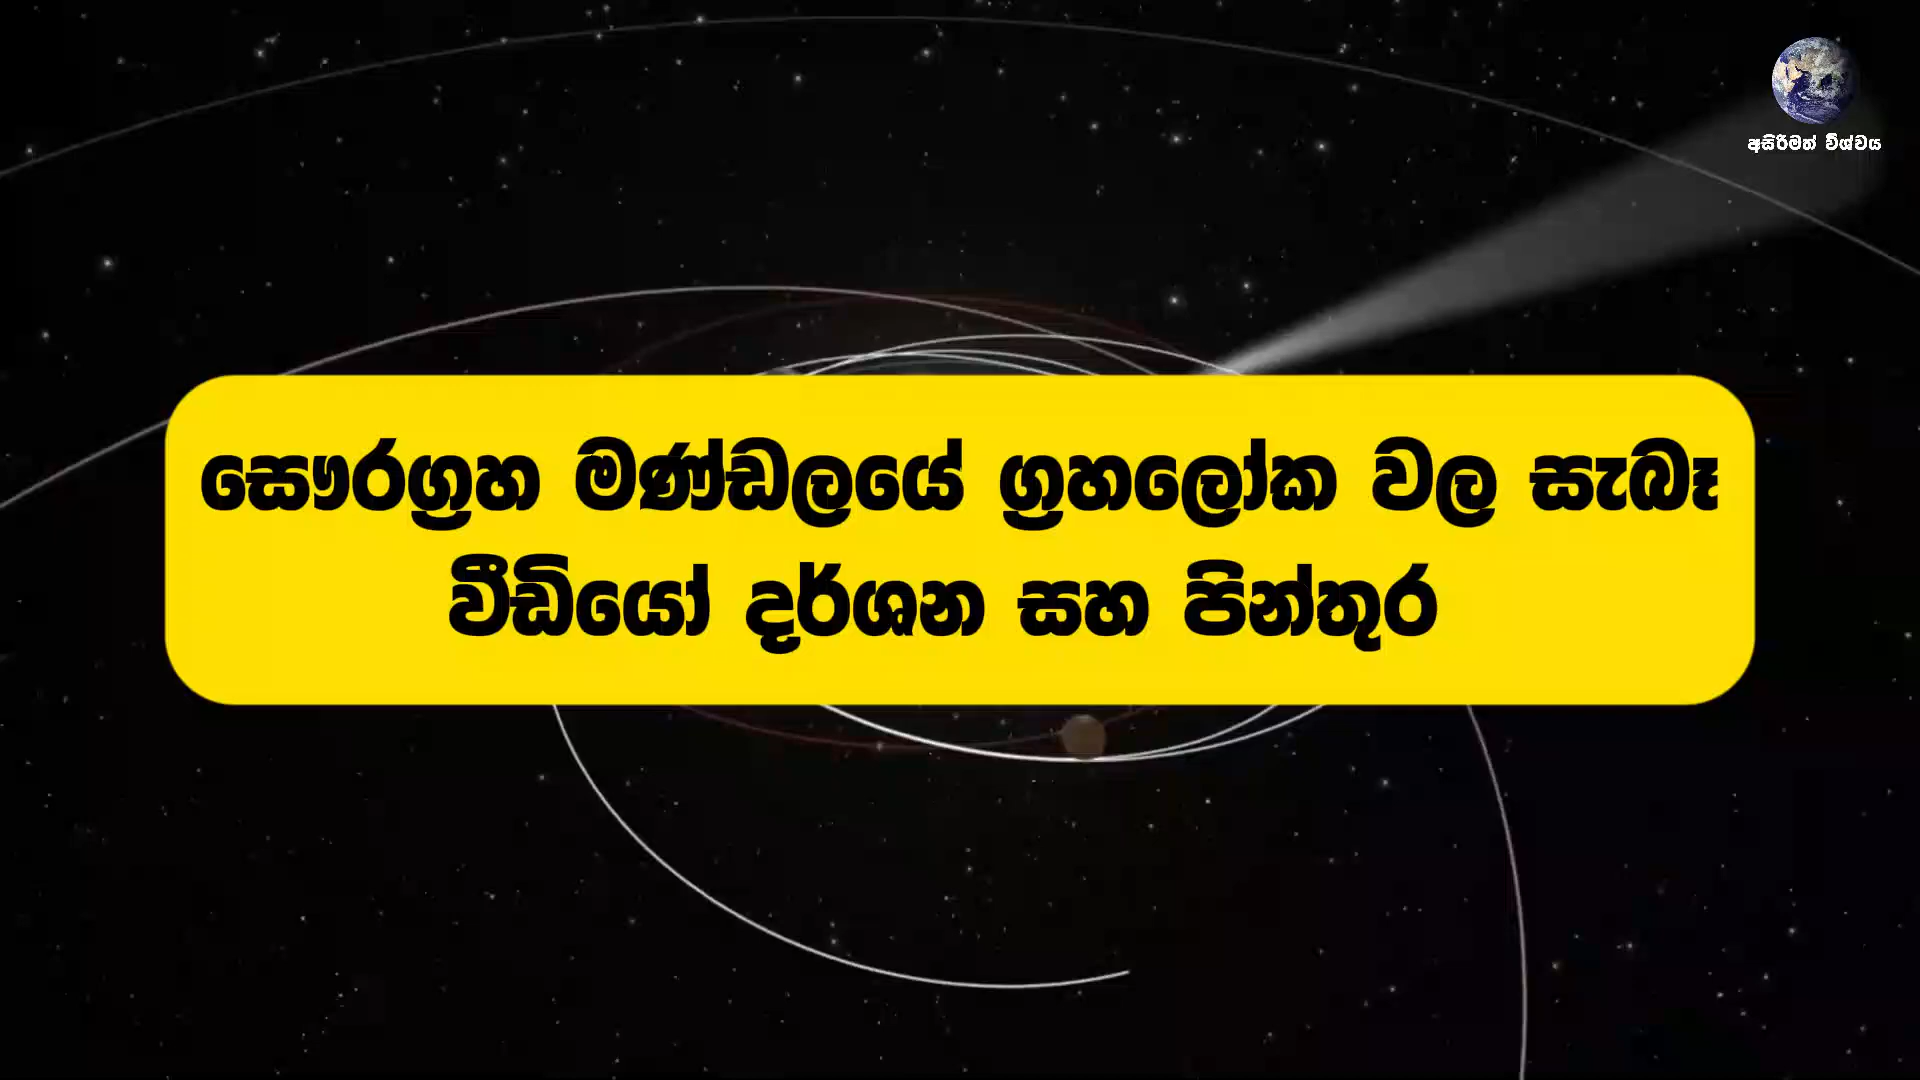 අසිරිමත් විශ්වය
සෞරග්‍රහ මණ්ඩලයේ ග්‍රහලෝක වල සැබෑ
වීඩියෝ දර්ශන සහ පින්තුර